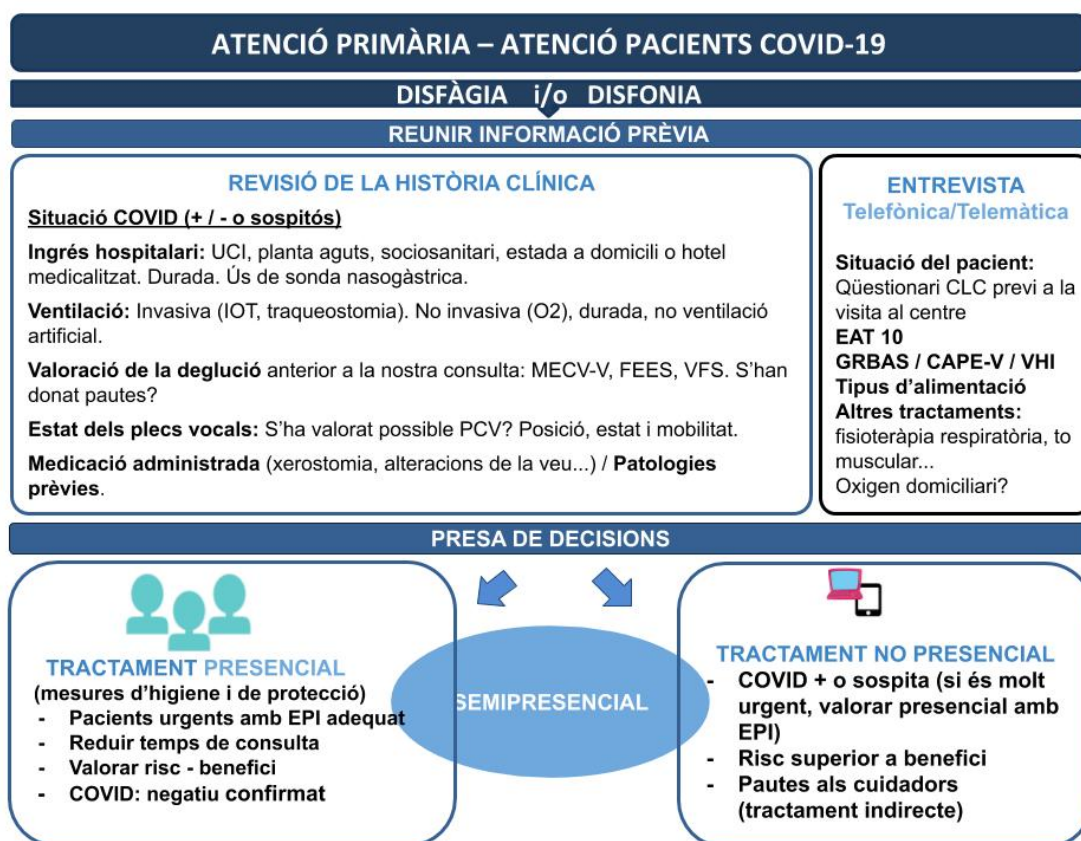 ATENCIÓ PRIMÀRIA – ATENCIÓ PACIENTS COVID-19
DISFÀGIA i/o DISFONIA
REUNIR INFORMACIÓ PRÈVIA
REVISIÓ DE LA HISTÒRIA CLÍNICA
Situació COVID (+ / - o sospitós)
Ingrés hospitalari: UCI, planta aguts, sociosanitari, estada a domicili o hotel
medicalitzat. Durada. Ús de sonda nasogàstrica.
Ventilació: Invasiva (IOT, traqueostomia). No invasiva (O2), durada, no ventilació
artificial.
Valoració de la deglució anterior a la nostra consulta: MECV-V, FEES, VFS. S'han
donat pautes?
Estat dels plecs vocals: S'ha valorat possible PCV? Posició, estat i mobilitat.
Medicació administrada (xerostomia, alteracions de la veu...) / Patologies
prèvies.
ENTREVISTA
Telefònica/Telemàtica
Situació del pacient:
Qüestionari CLC previ a la
visita al centre
EAT 10
GRBAS / CAPE-V / VHI
Tipus d'alimentació
Altres tractaments:
fisioteràpia respiratòria, to
muscular...
Oxigen domiciliari?
PRESA DE DECISIONS
TRACTAMENT PRESENCIAL
(mesures d'higiene i de protecció)
- Pacients urgents amb EPI adequat
- Reduir temps de consulta
- Valorar risc - benefici
- COVID: negatiu confirmat
SEMIPRESENCIAL
TRACTAMENT NO PRESENCIAL
- COVID + o sospita (si és molt
urgent, valorar presencial amb
EPI)
- Risc superior a benefici
- Pautes als cuidadors
(tractament indirecte)